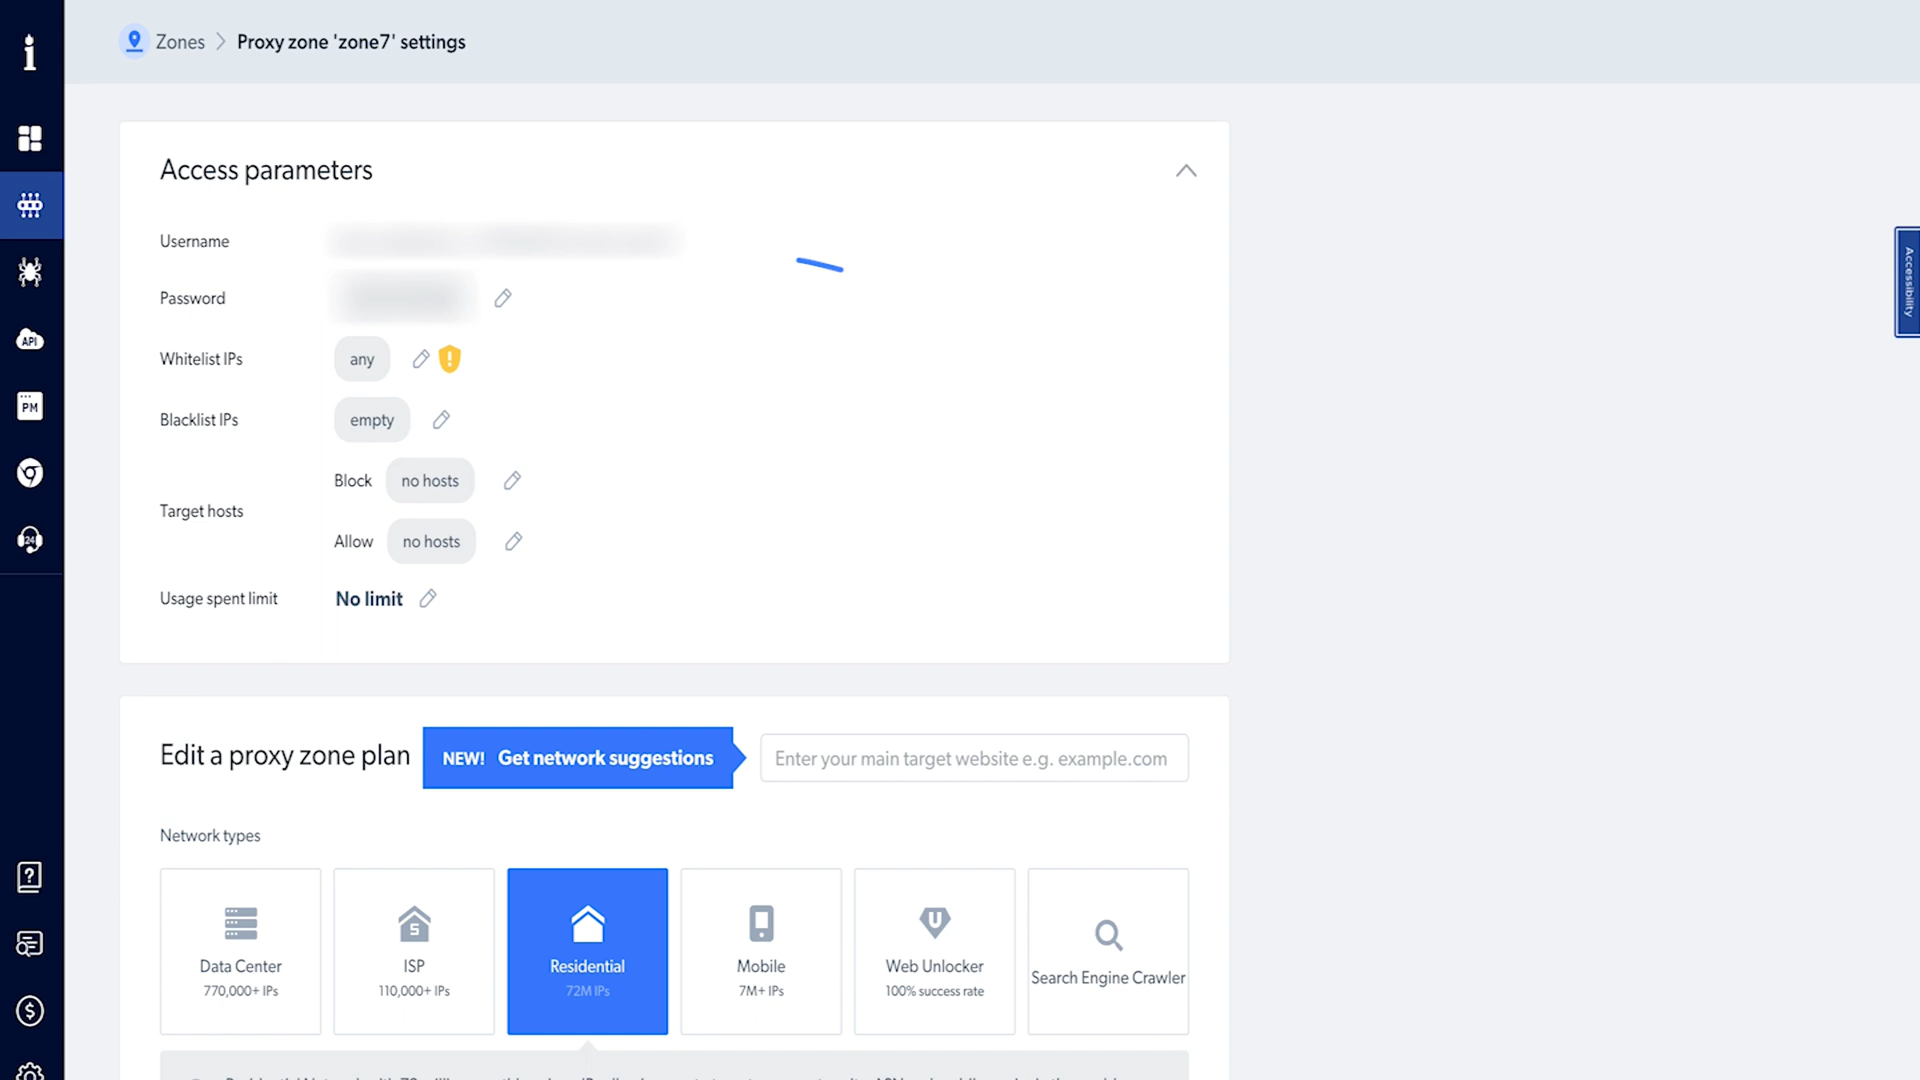 Zones > Proxy zone 'zone7' settings
Access parameters
Username
Password
Whitelist IPs any
Blacklist IPs empty
Block no hosts
Target hosts
Allow no hosts
Usage spent limit No limit
Edit a proxy zone plan NEW! Get network suggestions Enter your main target website e.g. example.com
Network types
Data Center
770,000+ IPs
ISP
110,000+ IPs
Residential
72M IPs
Mobile
7M+ IPs
Web Unlocker
100% success rate
Search Engine Crawler
API
PM
24
Accessibility